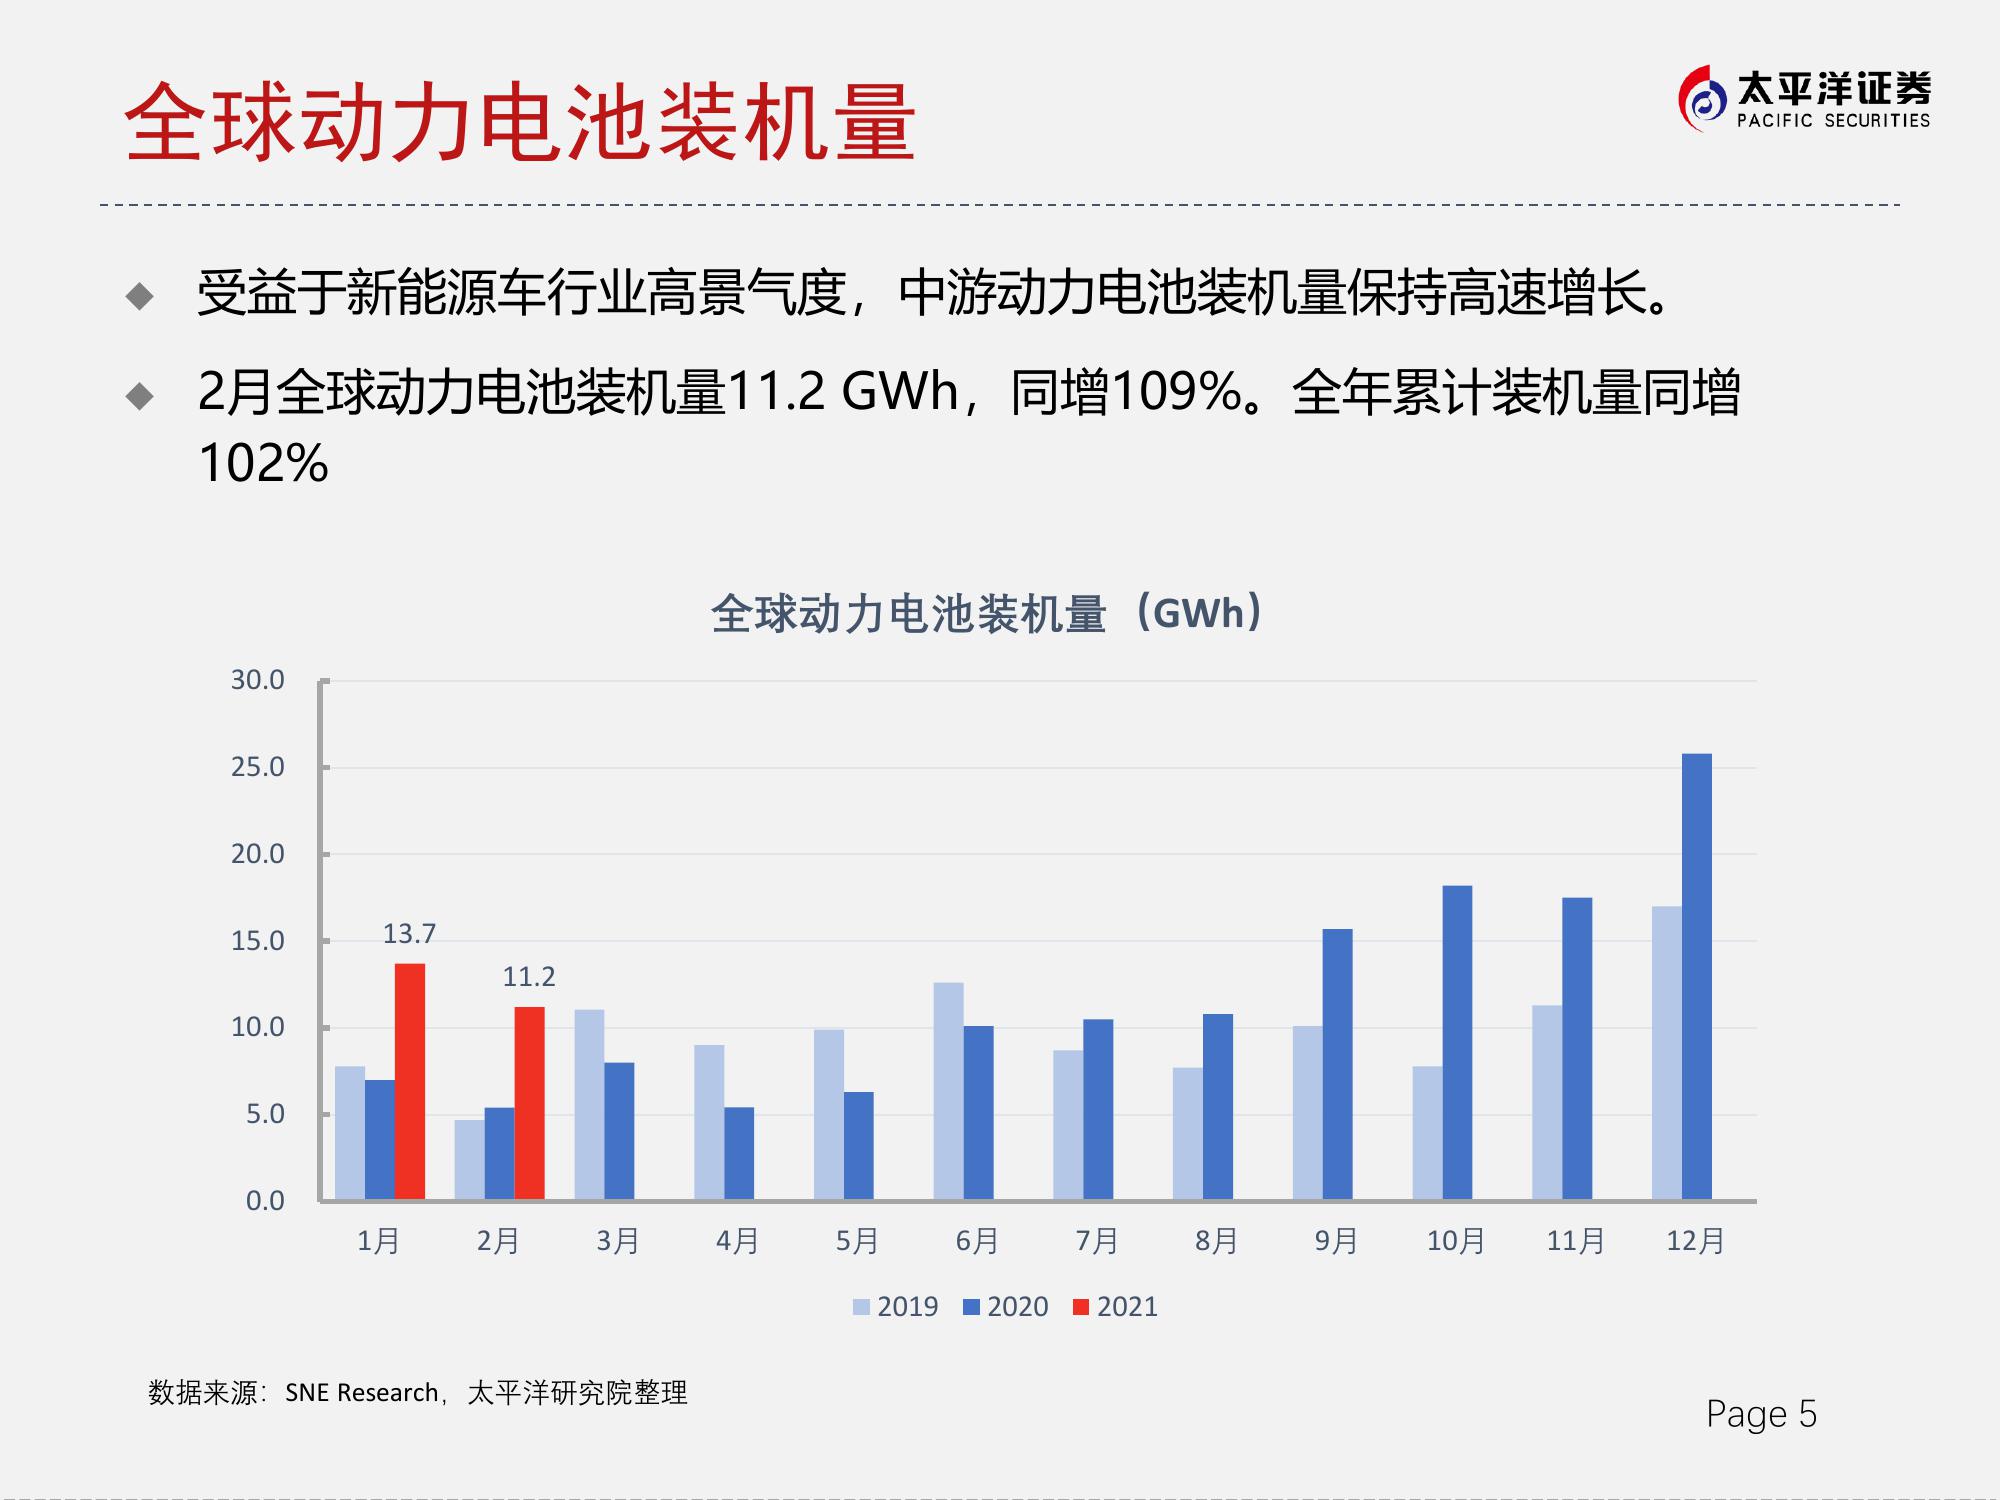 全球动力电池装机量
太平洋证券
PACIFIC SECURITIES
受益于新能源车行业高景气度，中游动力电池装机量保持高速增长。
2月全球动力电池装机量11.2 GWh，同增109%。全年累计装机量同增
102%
全球动力电池装机量（GWh）
30.0
25.0
20.0
15.0
10.0
5.0
0.0
13.7
11.2
1月 2月 3月 4月 5月 6月 7月 8月 9月 10月 11月 12月
2019 2020 2021
数据来源：SNE Research，太平洋研究院整理
Page 5